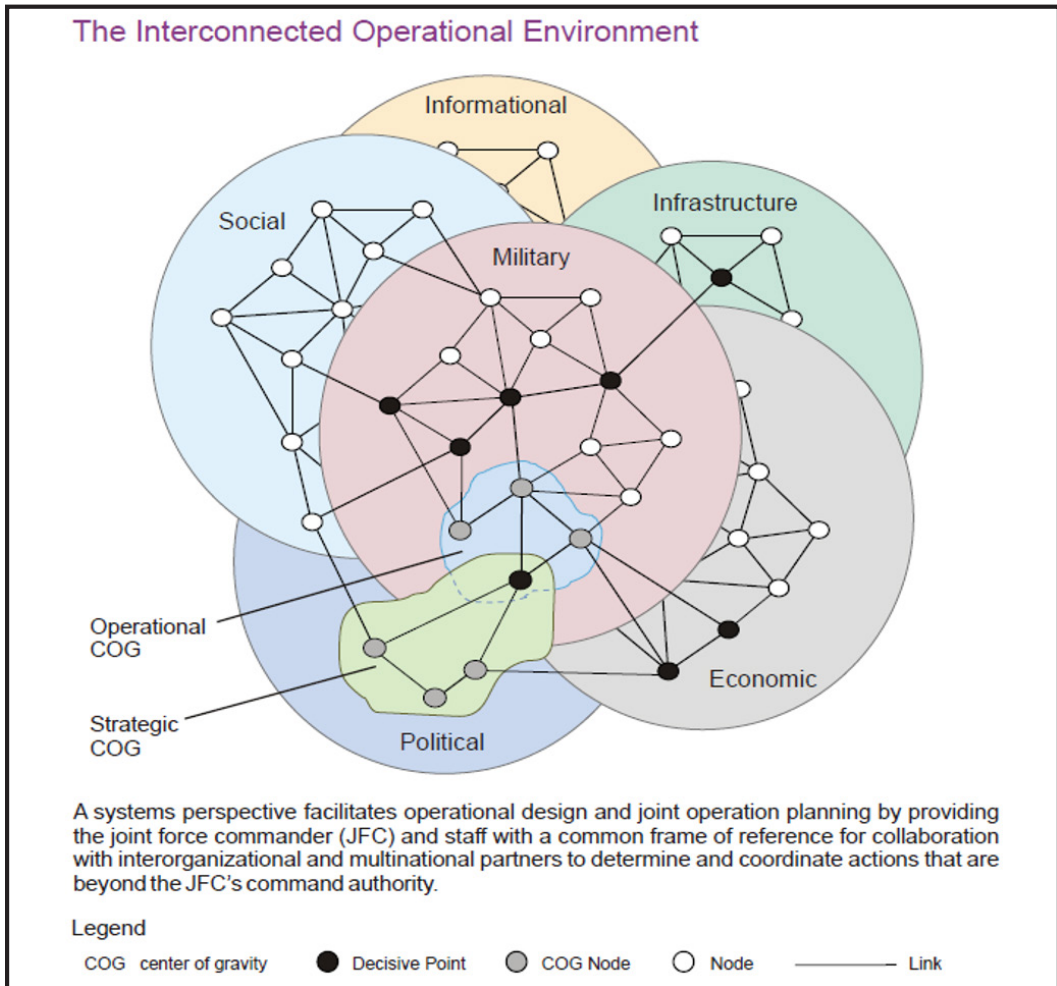 The Interconnected Operational Environment
Informational
Infrastructure
Social
Military
Operational
COG
Economic
Strategic
COG
Political
A systems perspective facilitates operational design and joint operation planning by providing
the joint force commander (JFC) and staff with a common frame of reference for collaboration
with interorganizational and multinational partners to determine and coordinate actions that are
beyond the JFC's command authority.
Legend
COG center of gravity Decisive Point COG Node Node Link